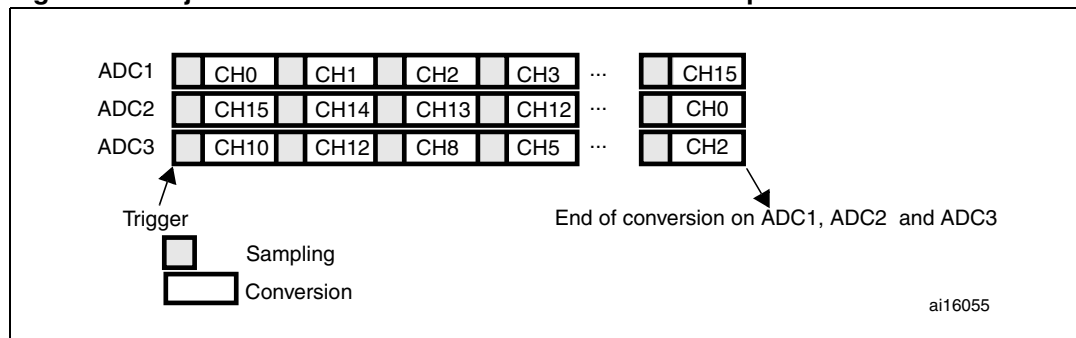 ADC1 CH0 CH1 CH2 CH3 ... CH15
ADC2 CH15 CH14 CH13 CH12 ... CH0
ADC3 CH10 CH12 CH8 CH5 ... CH2
Trigger
End of conversion on ADC1, ADC2 and ADC3
Sampling
Conversion
ai16055